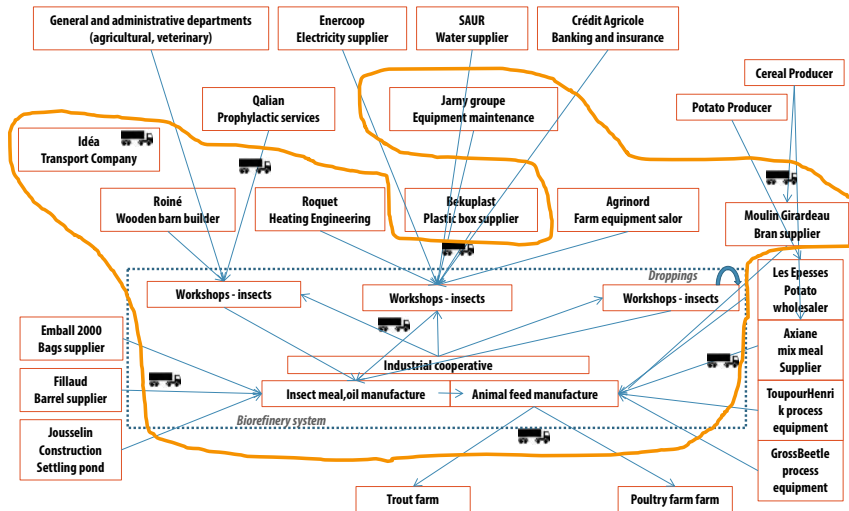 General and administrative departments
(agricultural, veterinary)
Enercoop
Electricity supplier
SAUR
Water supplier
Crédit Agricole
Banking and insurance
Cereal Producer
Potato Producer
Qalian
Prophylactic services
Jarny groupe
Equipment maintenance
Idéa
Transport Company
Roiné
Wooden barn builder
Roquet
Heating Engineering
Bekuplast
Plastic box supplier
Agrinord
Farm equipment salor
Moulin Girardeau
Bran supplier
Droppings
Workshops - insects
Workshops - insects
Workshops - insects
Les Epesses
Potato
wholesaler
Emball 2000
Bags supplier
Axiane
mix meal
Supplier
Industrial cooperative
Fillaud
Barrel supplier
Insect meal,oil manufacture
Animal feed manufacture
ToupourHenri
k process
equipment
Biorefinery system
Jousselin
Construction
Settling pond
GrossBeetle
process
equipment
Trout farm
Poultry farm farm